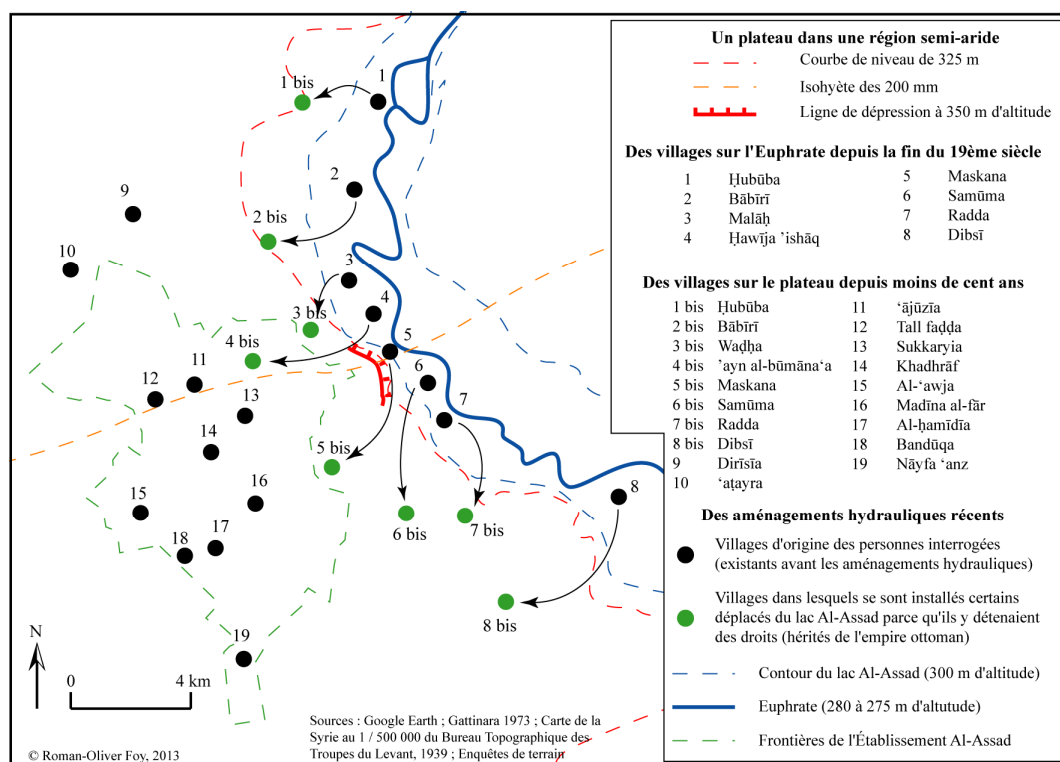 1 bis
1
2
2 bis
9
10
3
3 bis
4
4 bis
5
11
12
13
6
7
14
5 bis
15
16
8
17
18
6 bis
7 bis
8 bis
19
N
0 4 km
Sources : Google Earth ; Gattinara 1973 ; Carte de la
Syrie au 1 / 500 000 du Bureau Topographique des
Troupes du Levant, 1939 ; Enquêtes de terrain
© Roman-Oliver Foy, 2013
Un plateau dans une région semi-aride
Courbe de niveau de 325 m
Isohyète des 200 mm
Ligne de dépression à 350 m d'altitude
Des villages sur l'Euphrate depuis la fin du 19ème siècle
1 Ḥubūba
2 Bābīrī
3 Malāḥ
4 Ḥawīja ’ishāq
5 Maskana
6 Samūma
7 Radda
8 Dibsī
Des villages sur le plateau depuis moins de cent ans
1 bis Ḥubūba
2 bis Bābīrī
3 bis Waḍḥa
4 bis ’ayn al-būmāna‘a
5 bis Maskana
6 bis Samūma
7 bis Radda
8 bis Dibsī
9 Dirīsīa
10 ‘aṭayra
11 ‘ājūzīa
12 Tall faḍḍa
13 Sukkaryia
14 Khadhrāf
15 Al-‘awja
16 Madīna al-fār
17 Al-ḥamīdīa
18 Bandūqa
19 Nāyfa ‘anz
Des aménagements hydrauliques récents
Villages d'origine des personnes interrogées
(existants avant les aménagements hydrauliques)
Villages dans lesquels se sont installés certains
déplacés du lac Al-Assad parce qu'ils y détenaient
des droits (hérités de l'empire ottoman)
Contour du lac Al-Assad (300 m d'altitude)
Euphrate (280 à 275 m d'altutude)
Frontières de l'Établissement Al-Assad